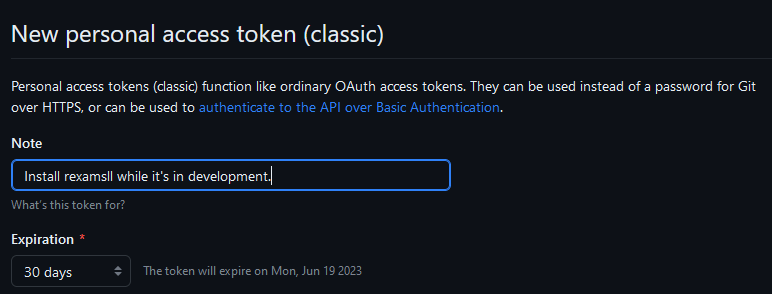 New personal access token (classic)
Personal access tokens (classic) function like ordinary OAuth access tokens. They can be used instead of a password for Git
over HTTPS, or can be used to authenticate to the API over Basic Authentication.
Note
Install rexamsll while it's in development.
What's this token for?
Expiration *
30 days The token will expire on Mon, Jun 19 2023